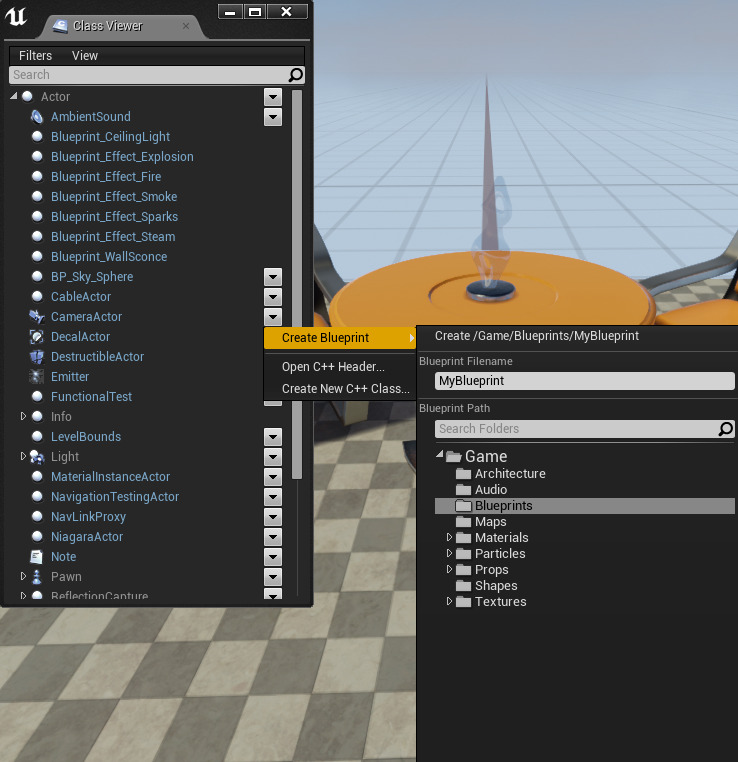 Class Viewer
Filters View
Search
Actor
AmbientSound
Blueprint_CeilingLight
Blueprint_Effect_Explosion
Blueprint_Effect_Fire
Blueprint_Effect_Smoke
Blueprint_Effect_Sparks
Blueprint_Effect_Steam
Blueprint_WallSconce
BP_Sky_Sphere
CableActor
CameraActor
DecalActor
DestructibleActor
Emitter
FunctionalTest
Info
LevelBounds
Light
MaterialInstanceActor
NavigationTestingActor
NavLinkProxy
NiagaraActor
Note
Pawn
ReflectionCapture
Create Blueprint
Open C++ Header...
Create New C++ Class...
Create /Game/Blueprints/MyBlueprint
Blueprint Filename
MyBlueprint
Blueprint Path
Search Folders
Game
Architecture
Audio
Blueprints
Maps
Materials
Particles
Props
Shapes
Textures